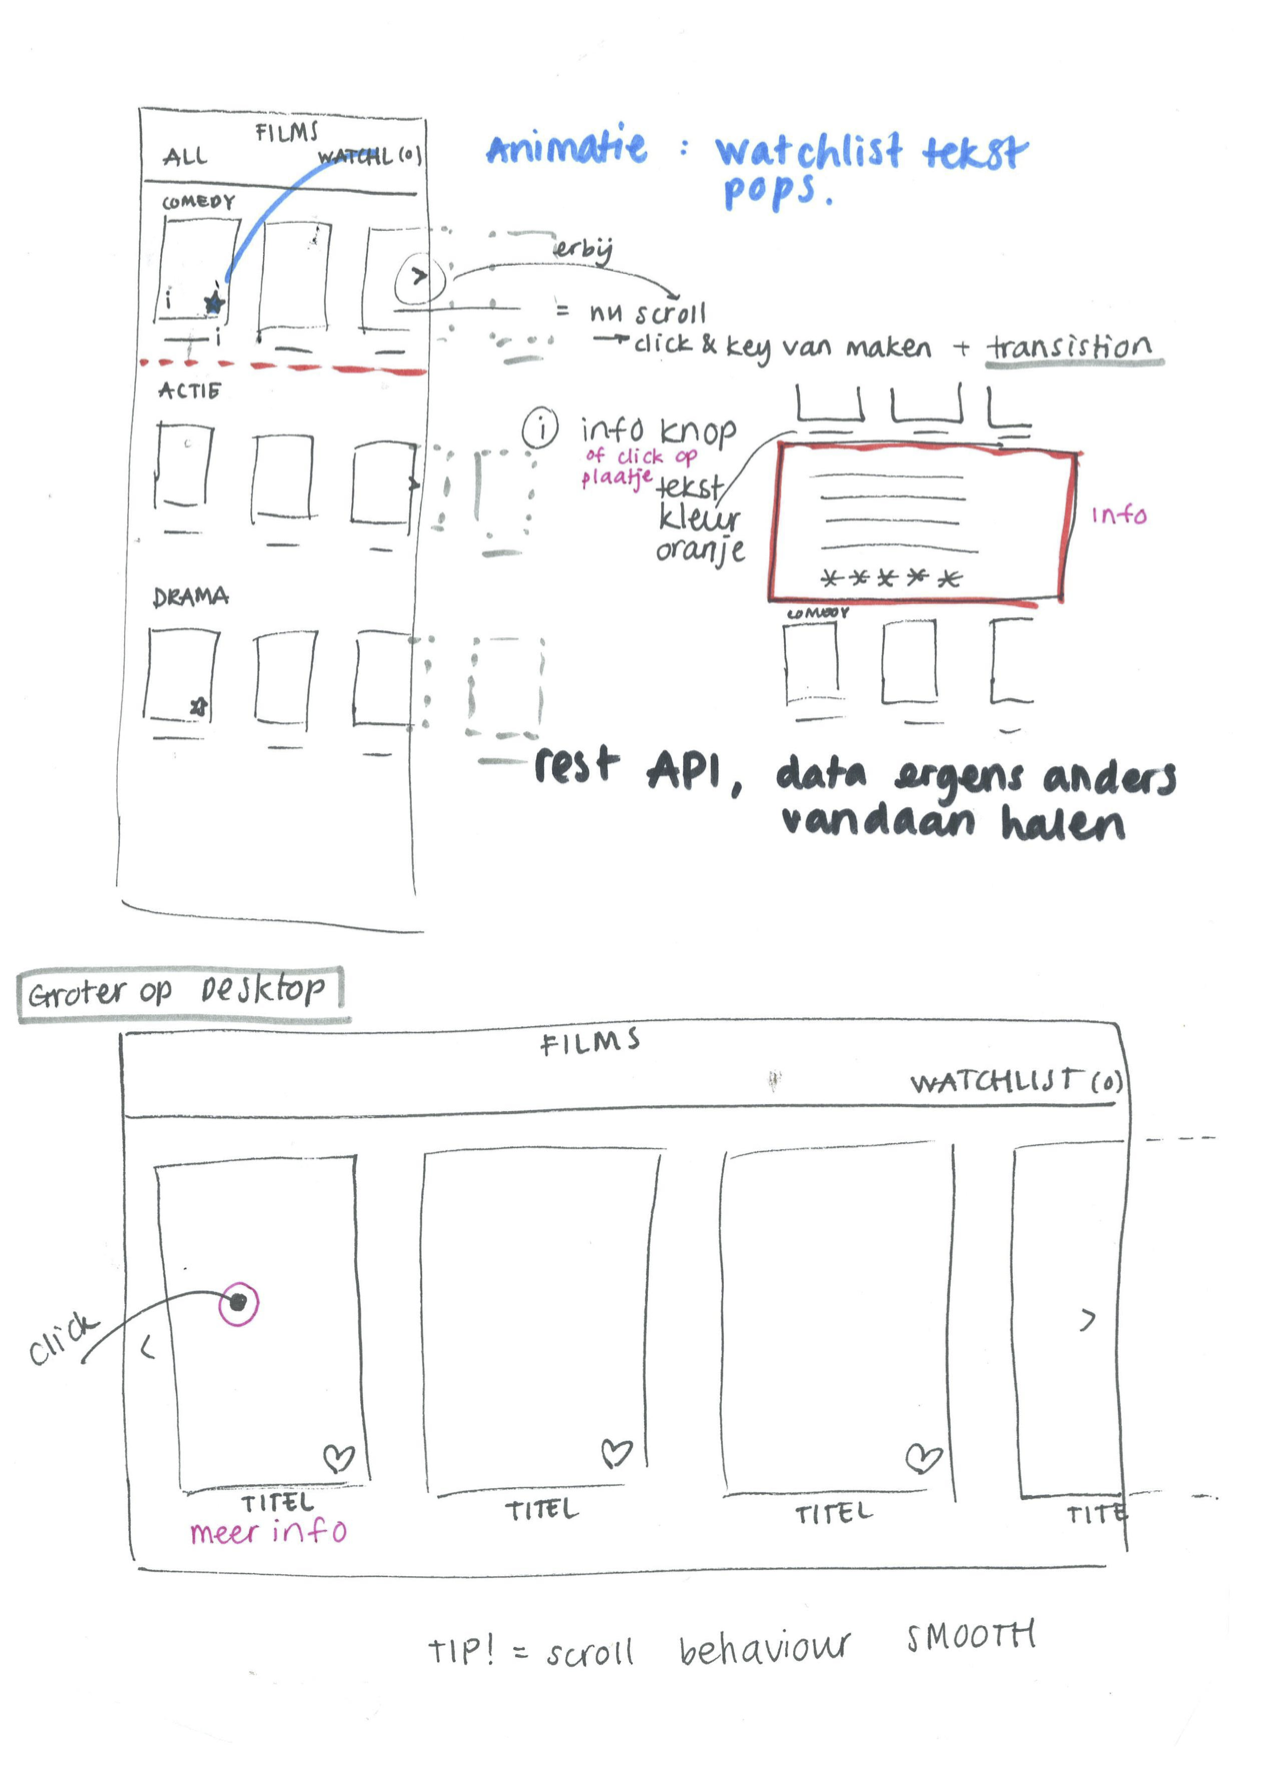 FILMS
ALL
WATCHL (0)
COMEDY
i
i
>
Animatie : watchlist tekst
pops.
erbij
= nu scroll
→ click & key van maken + transistion
ACTIE
>
i info knop
of click op
plaatje
tekst
kleur
oranje
info
COMEDY
DRAMA
rest API, data ergens anders
vandaan halen
Groter op Desktop
FILMS
WATCHLIST (0)
click
<
>
TITEL
meer info
TITEL
TITEL
TITE
TIP! = scroll behaviour SMOOTH